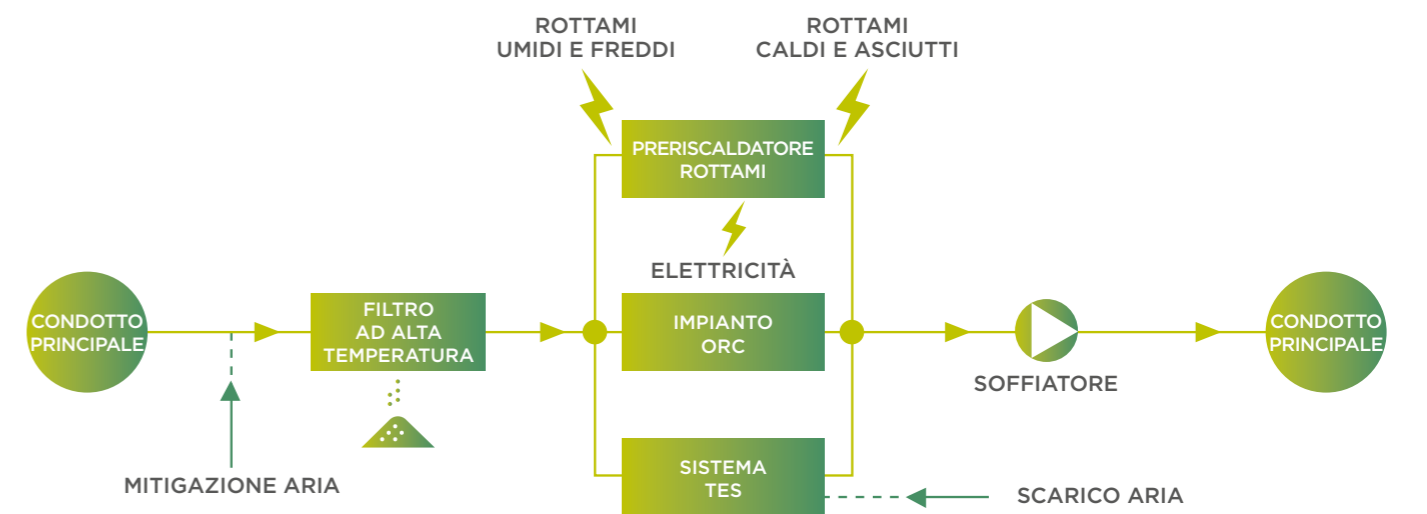 ROTTAMI
UMIDI E FREDDI
ROTTAMI
CALDI E ASCIUTTI
PRERISCALDATORE
ROTTAMI
ELETTRICITÀ
CONDOTTO
PRINCIPALE
FILTRO
AD ALTA
TEMPERATURA
IMPIANTO
ORC
SOFFIATORE
CONDOTTO
PRINCIPALE
MITIGAZIONE ARIA
SISTEMA
TES
SCARICO ARIA